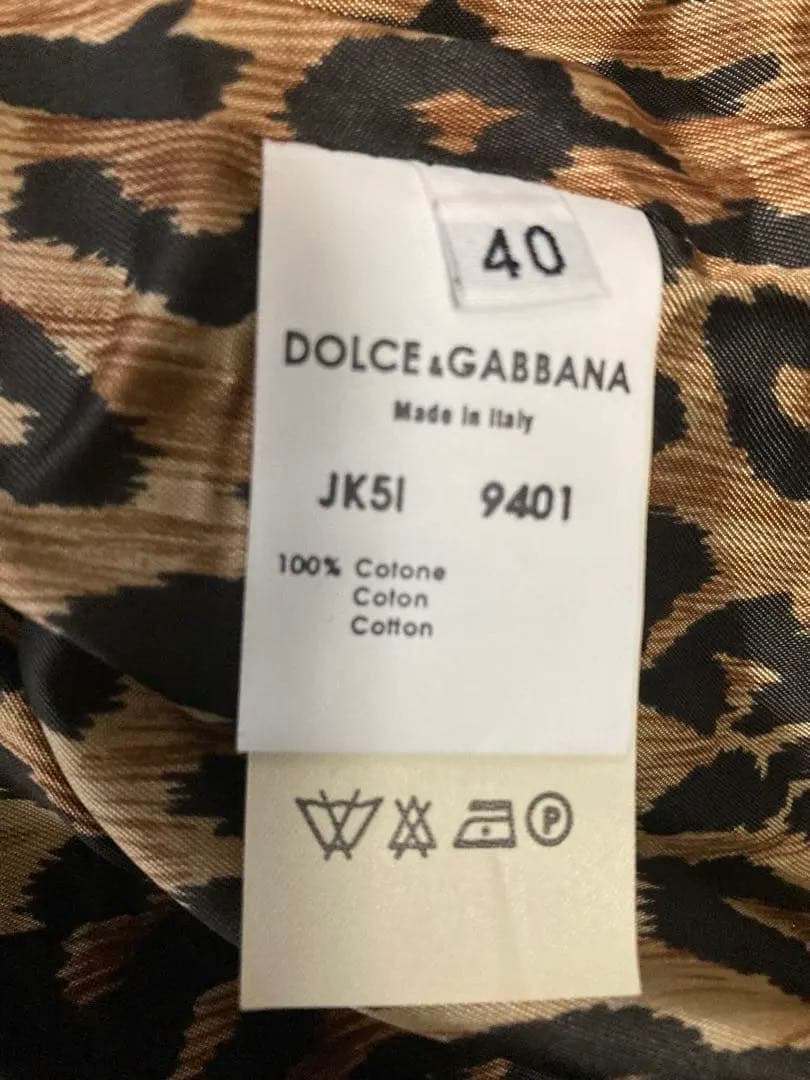 40
DOLCE&GABBANA
Made in Italy
JK5I 9401
100% Cotone
Coton
Cotton
P